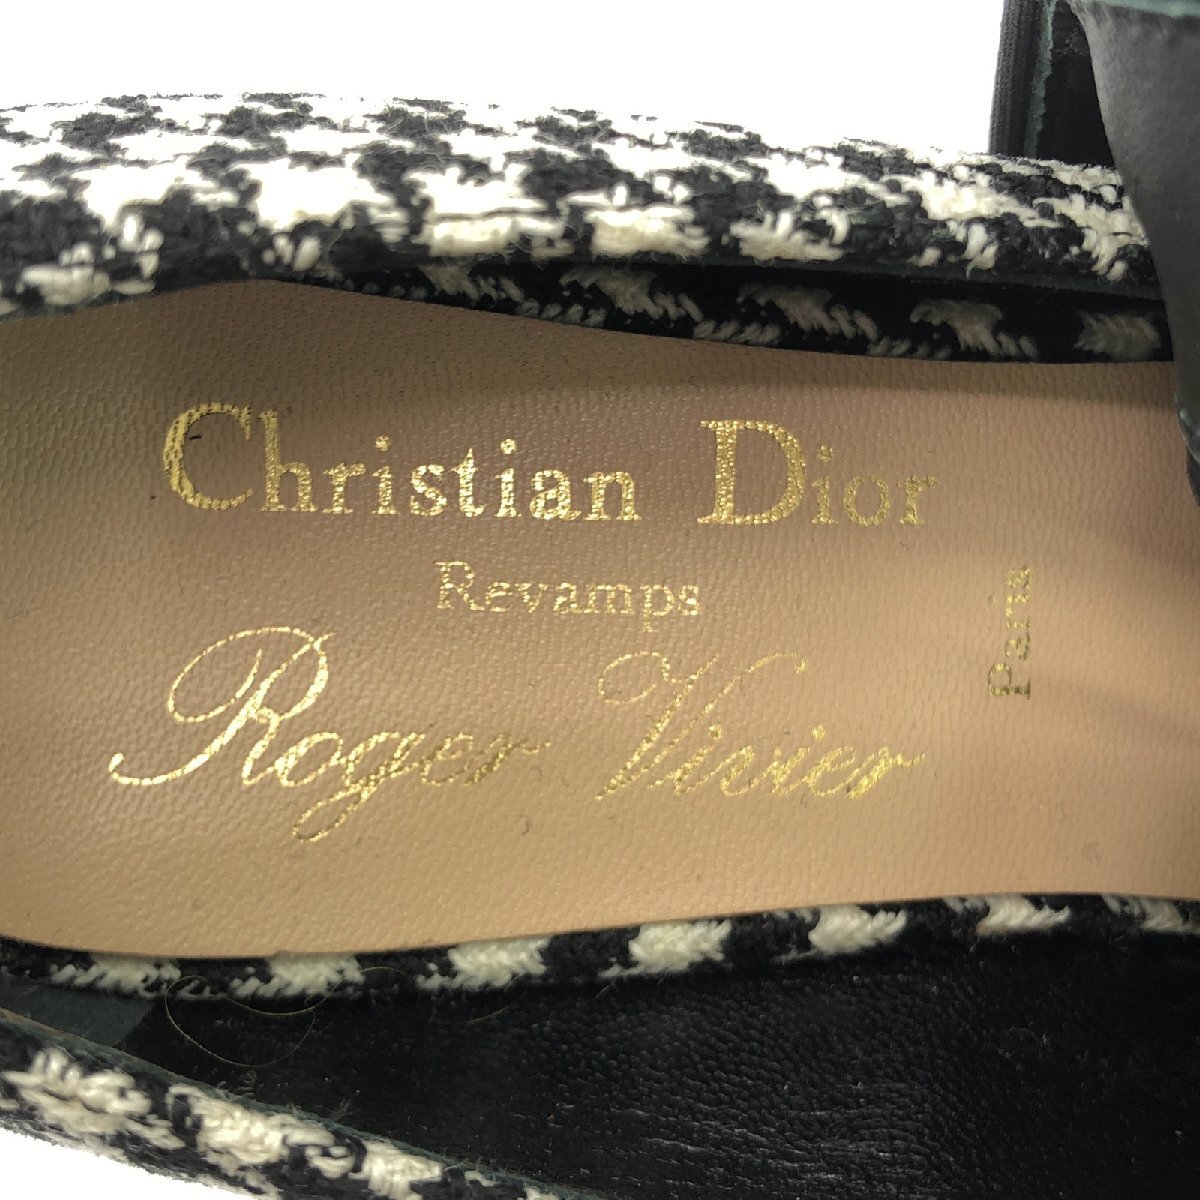 Christian Dior
Revamps
Roger Vivier
Paris